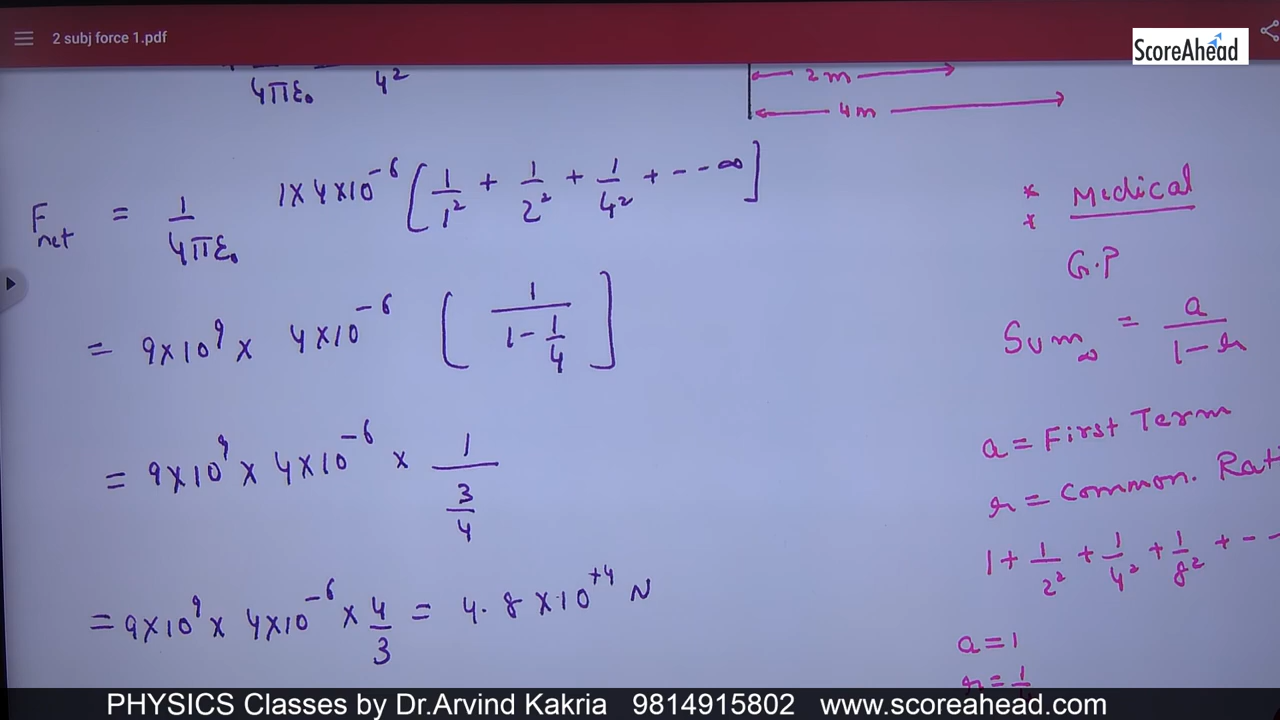 2 subj force 1.pdf
ScoreAhead
4πε₀ 4²
2m
4m
F_net = 1/4πε₀ 1×4×10⁻⁶ [1/1² + 1/2² + 1/4² + - - ∞]
= 9×10⁹ × 4×10⁻⁶ [1/(1 - 1/4)]
= 9×10⁹ × 4×10⁻⁶ × 1/(3/4)
= 9×10⁹ × 4×10⁻⁶ × 4/3 = 4.8×10⁺⁴ N
* Medical
*
G.P
Sum∞ = a/(1-r)
a = First Term
r = Common. Rati
1 + 1/2² + 1/4² + 1/8² + - -
a = 1
r = 1/
PHYSICS Classes by Dr.Arvind Kakria 9814915802 www.scoreahead.com